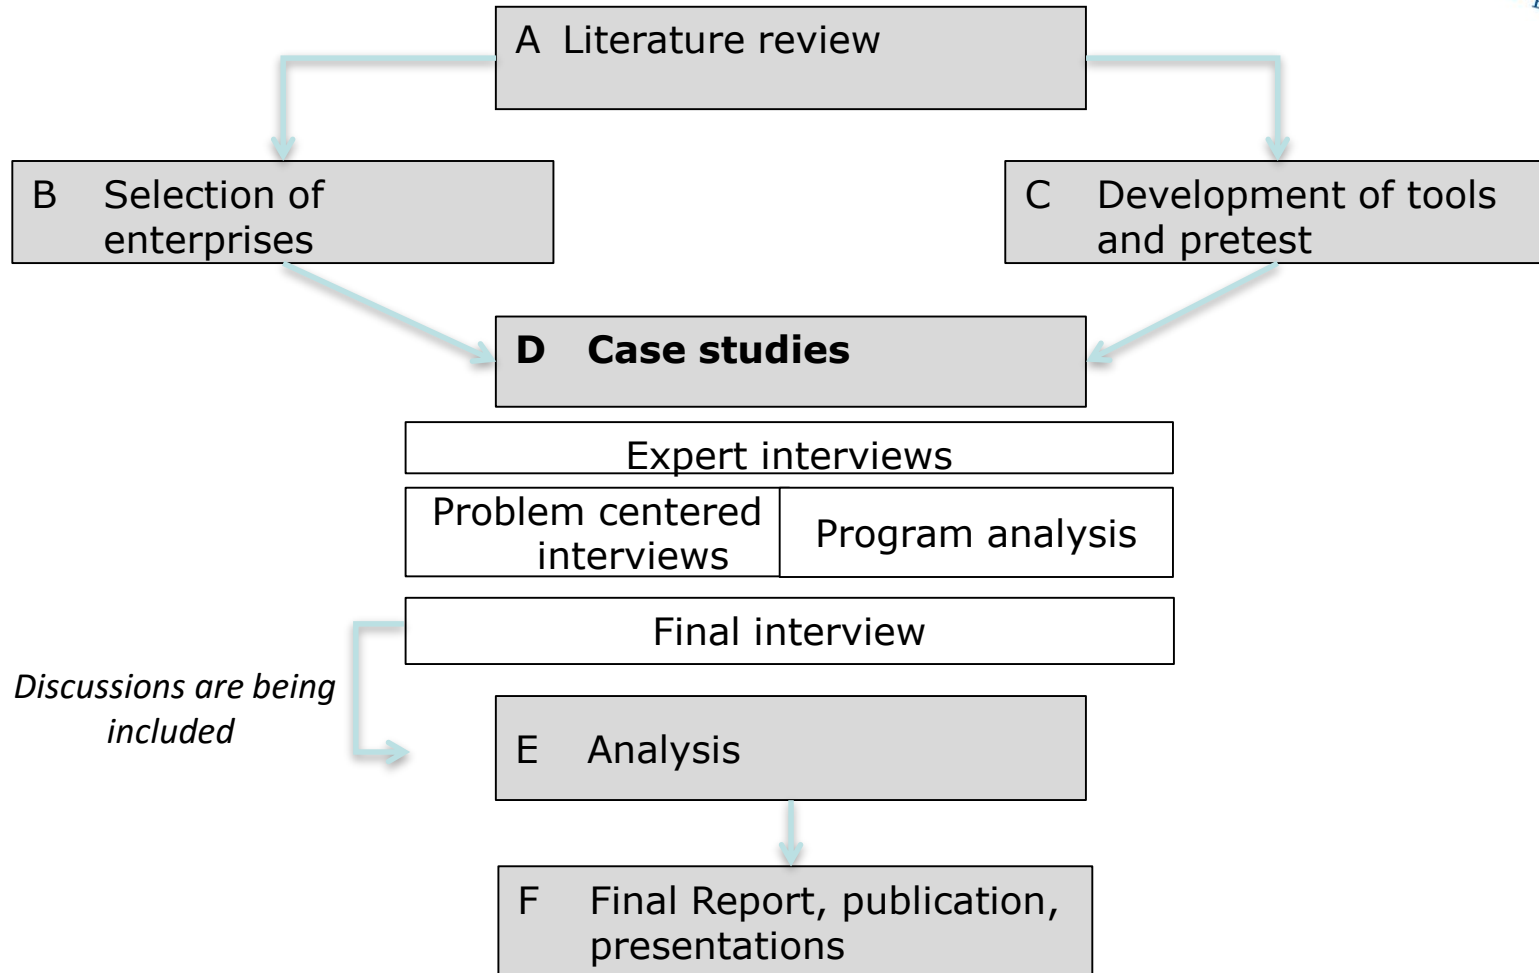 A Literature review
B Selection of
enterprises
C Development of tools
and pretest
D Case studies
Expert interviews
Problem centered
interviews
Program analysis
Final interview
Discussions are being
included
E Analysis
F Final Report, publication,
presentations